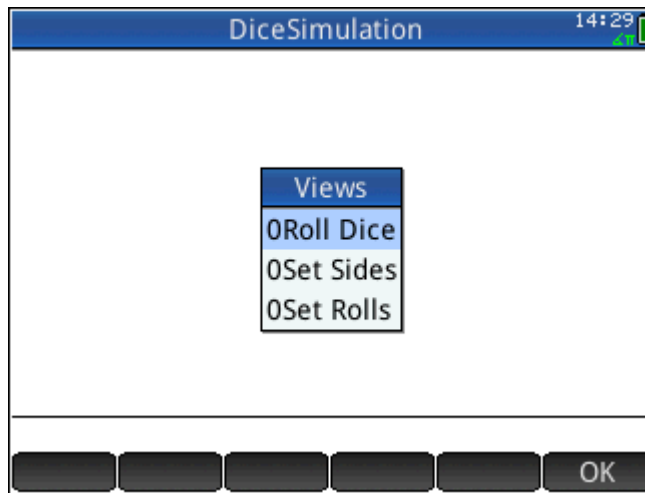 DiceSimulation
14:29
∡π
Views
0Roll Dice
0Set Sides
0Set Rolls
OK